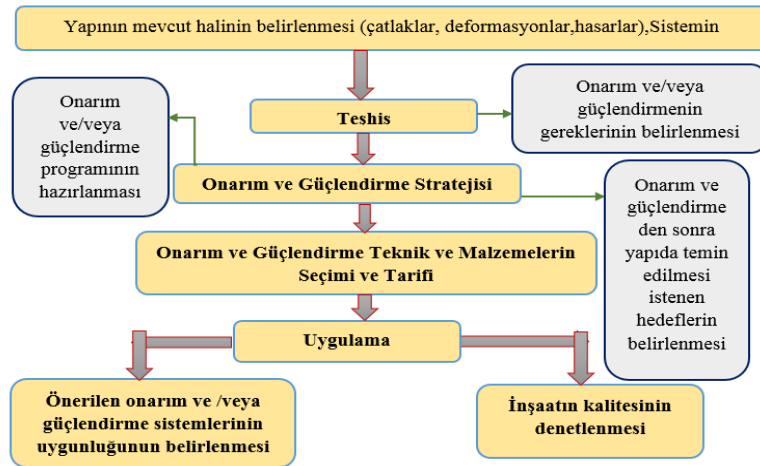 Yapının mevcut halinin belirlenmesi (çatlaklar, deformasyonlar,hasarlar),Sistemin
Onarım
ve/veya
güçlendirme
programının
hazırlanması
Teshis
Onarım ve/veya
güçlendirmenin
gereklerinin belirlenmesi
Onarım ve Güçlendirme Stratejisi
Onarım ve
güçlendirme
den sonra
yapıda temin
edilmesi
istenen
hedeflerin
belirlenmesi
Onarım ve Güçlendirme Teknik ve Malzemelerin
Seçimi ve Tarifi
Uygulama
Önerilen onarım ve /veya
güçlendirme sistemlerinin
uygunluğunun belirlenmesi
İnşaatın kalitesinin
denetlenmesi